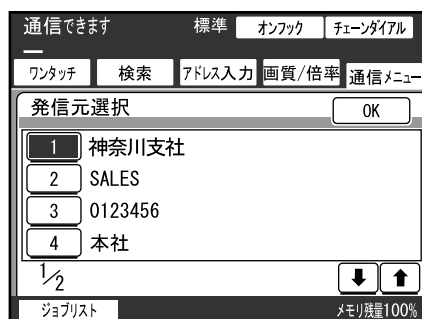 通信できます 標準 オンフック チェーンダイアル
ワンタッチ 検索 アドレス入力 画質/倍率 通信メニュー
発信元選択 OK
1 神奈川支社
2 SALES
3 0123456
4 本社
1/2
ジョブリスト メモリ残量100%